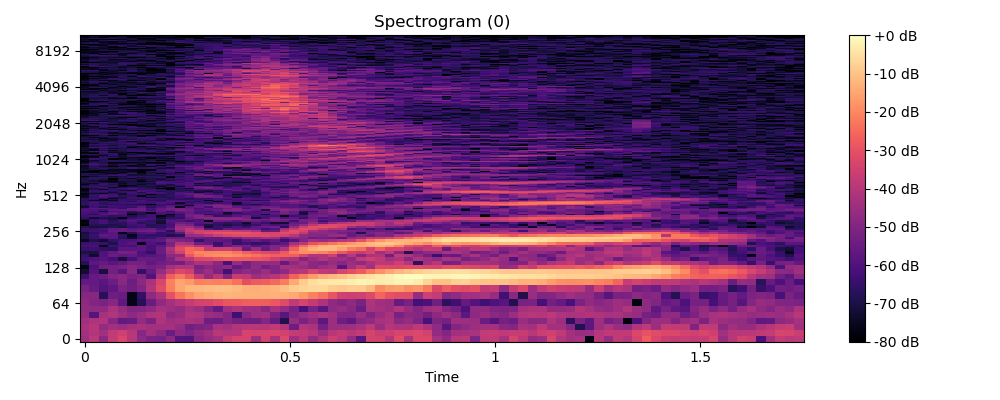 Spectrogram (0)
8192
4096
2048
1024
512
256
128
64
0
Hz
0
0.5
1
1.5
Time
+0 dB
-10 dB
-20 dB
-30 dB
-40 dB
-50 dB
-60 dB
-70 dB
-80 dB